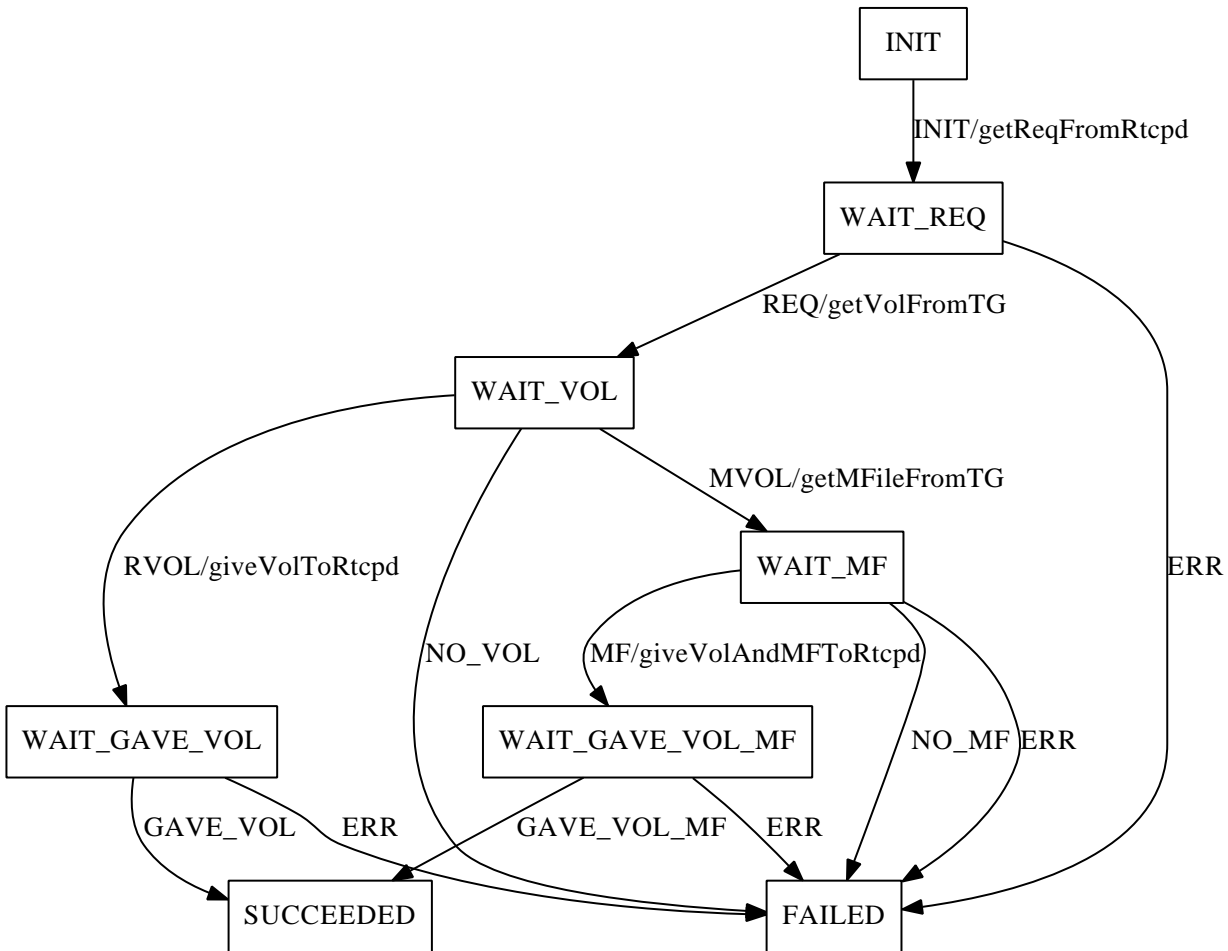 INIT
INIT/getReqFromRtcpd
WAIT_REQ
REQ/getVolFromTG
WAIT_VOL
MVOL/getMFileFromTG
RVOL/giveVolToRtcpd
WAIT_MF
ERR
NO_VOL
MF/giveVolAndMFToRtcpd
WAIT_GAVE_VOL
WAIT_GAVE_VOL_MF
NO_MF
ERR
GAVE_VOL
ERR
GAVE_VOL_MF
ERR
SUCCEEDED
FAILED